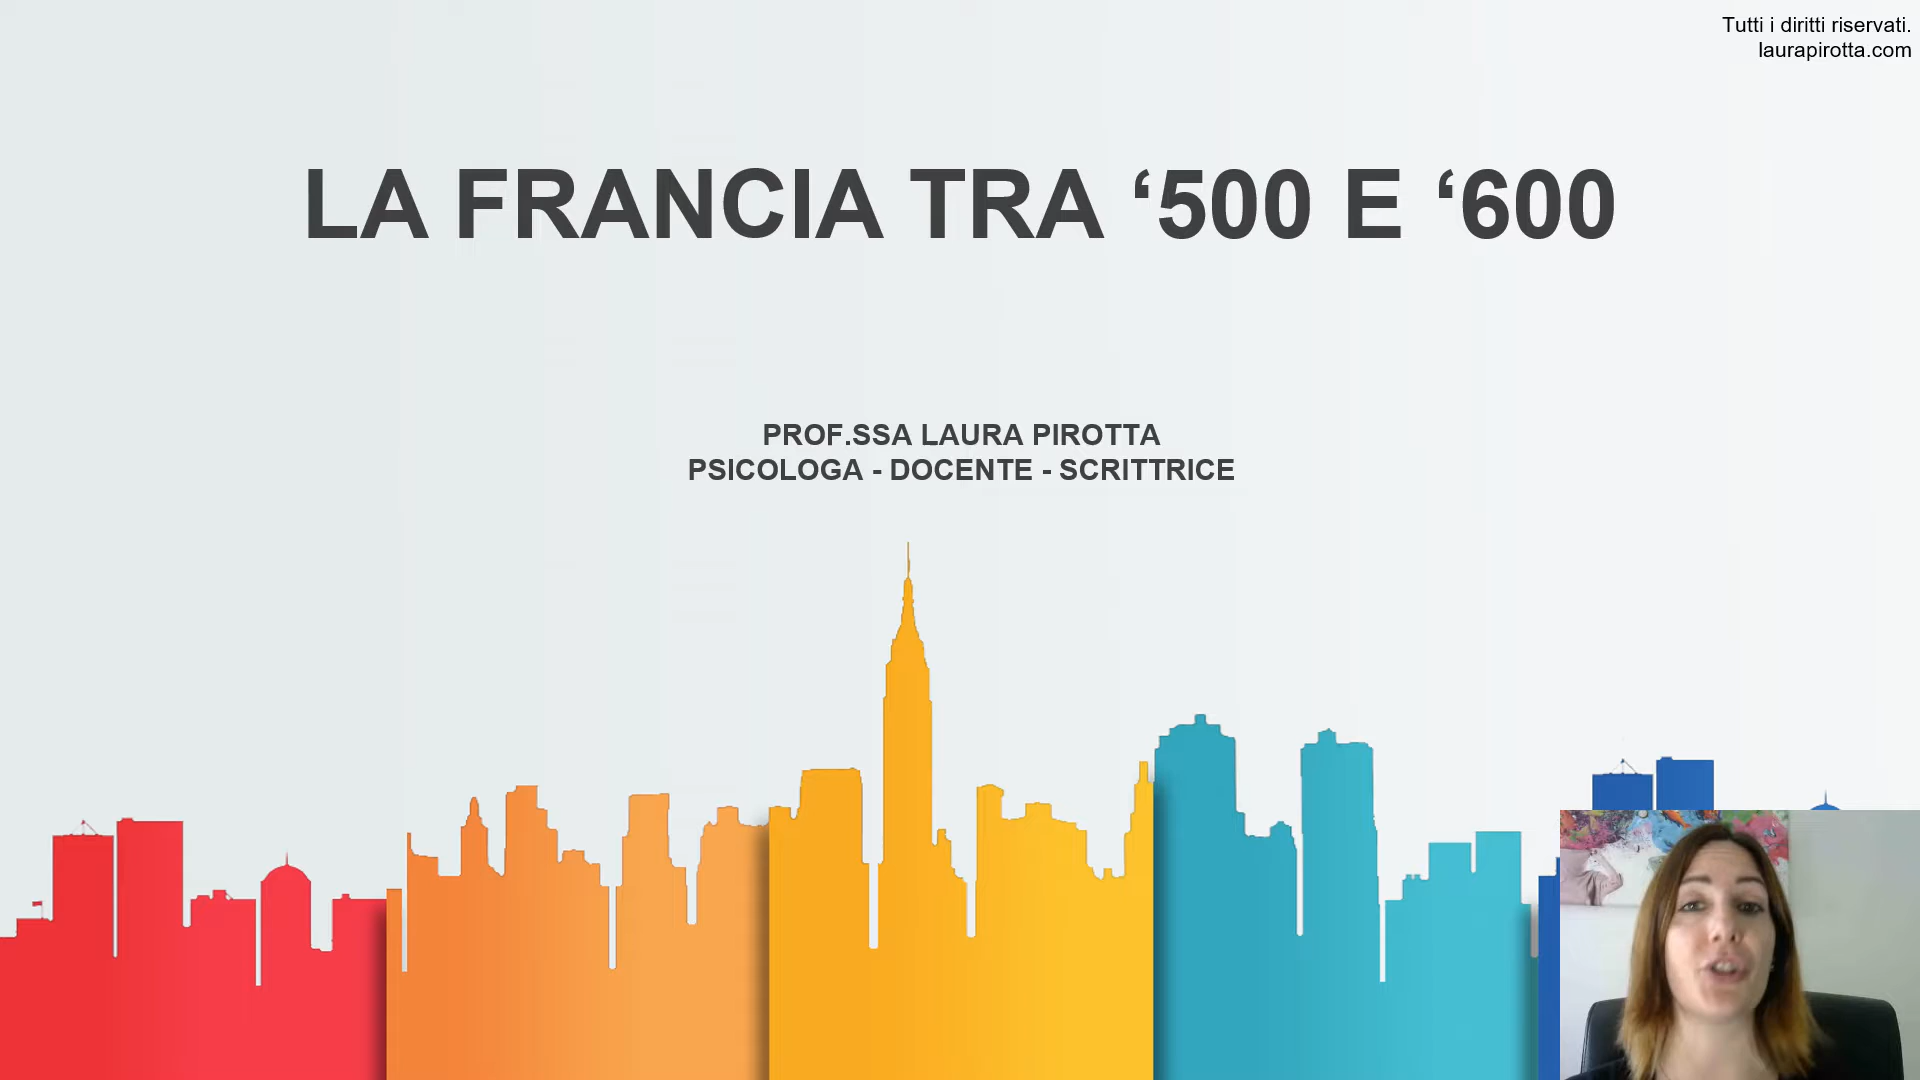 Tutti i diritti riservati.
laurapirotta.com
LA FRANCIA TRA ‘500 E ‘600
PROF.SSA LAURA PIROTTA
PSICOLOGA - DOCENTE - SCRITTRICE